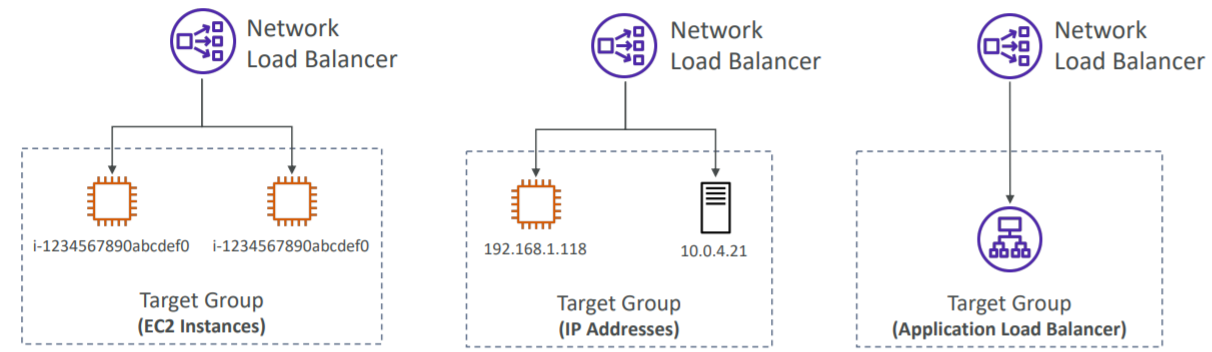 Network
Load Balancer
i-1234567890abcdef0
i-1234567890abcdef0
Target Group
(EC2 Instances)
Network
Load Balancer
192.168.1.118
10.0.4.21
Target Group
(IP Addresses)
Network
Load Balancer
Target Group
(Application Load Balancer)